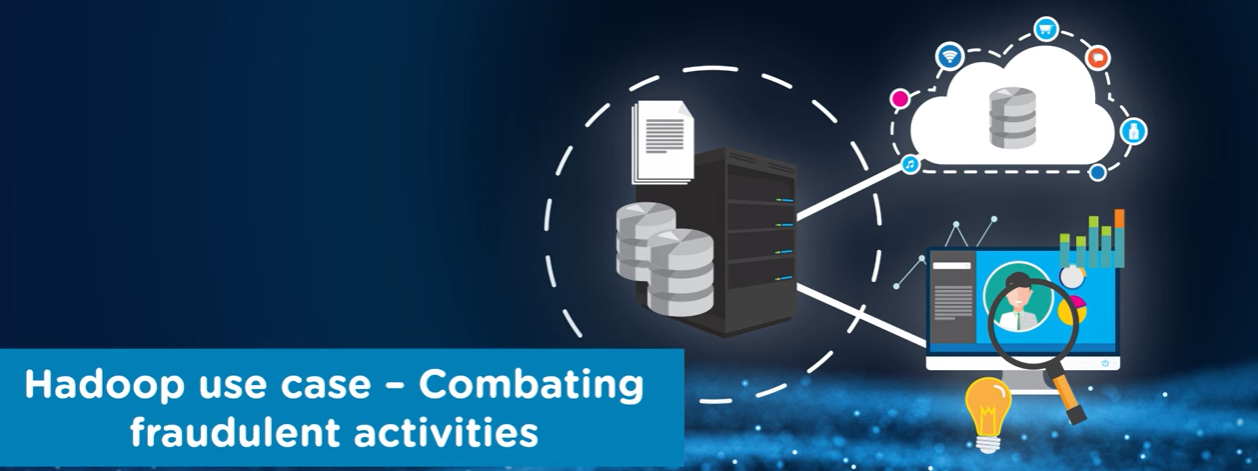 Hadoop use case – Combating
fraudulent activities